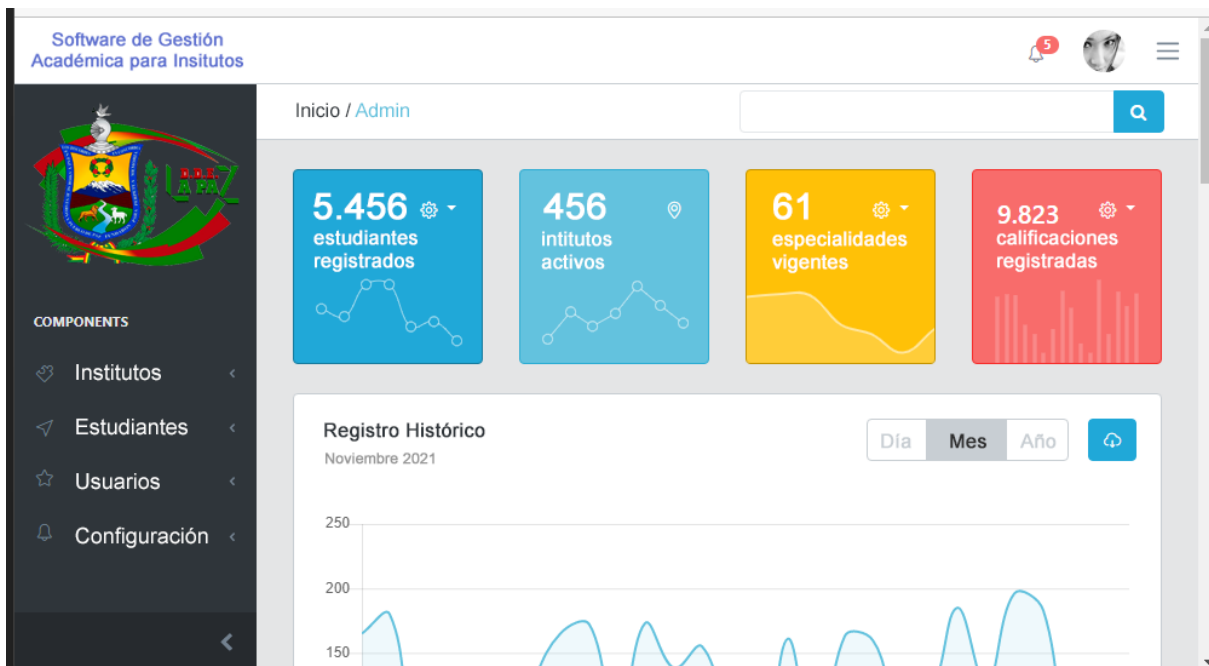 Software de Gestión
Académica para Insitutos
5
Inicio / Admin
COMPONENTS
Institutos
Estudiantes
Usuarios
Configuración
5.456
estudiantes
registrados
456
intitutos
activos
61
especialidades
vigentes
9.823
calificaciones
registradas
Registro Histórico
Noviembre 2021
Día
Mes
Año
250
200
150